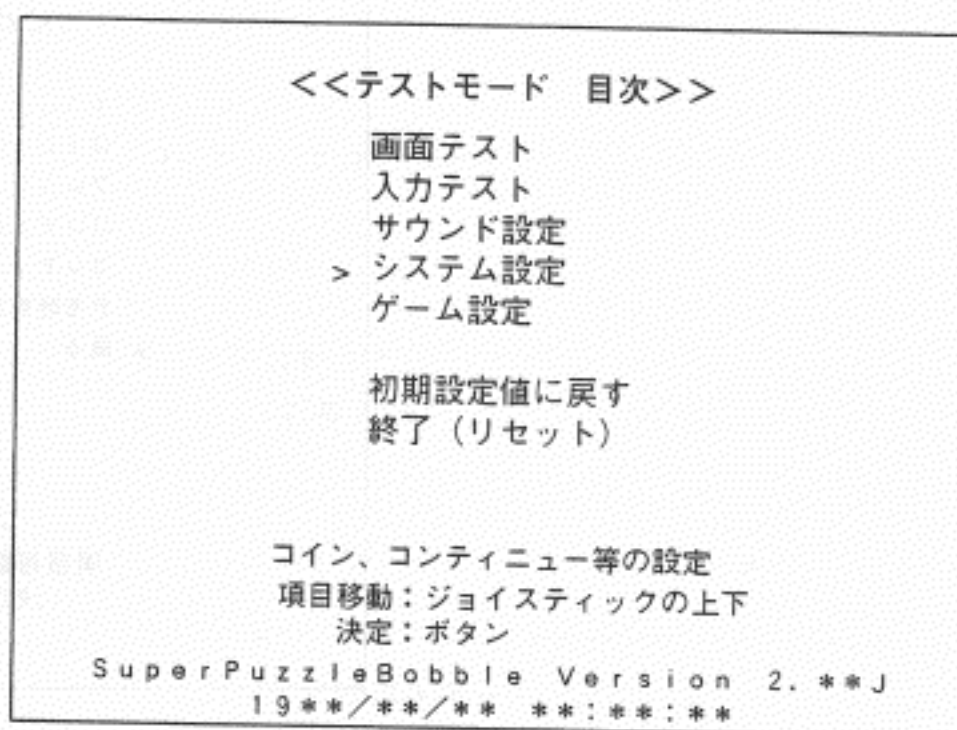 <<テストモード 目次>>
画面テスト
入力テスト
サウンド設定
> システム設定
ゲーム設定
初期設定値に戻す
終了（リセット）
コイン、コンティニュー等の設定
項目移動：ジョイスティックの上下
決定：ボタン
SuperPuzzleBobble Version 2.**J
19**/**/** **:**:**